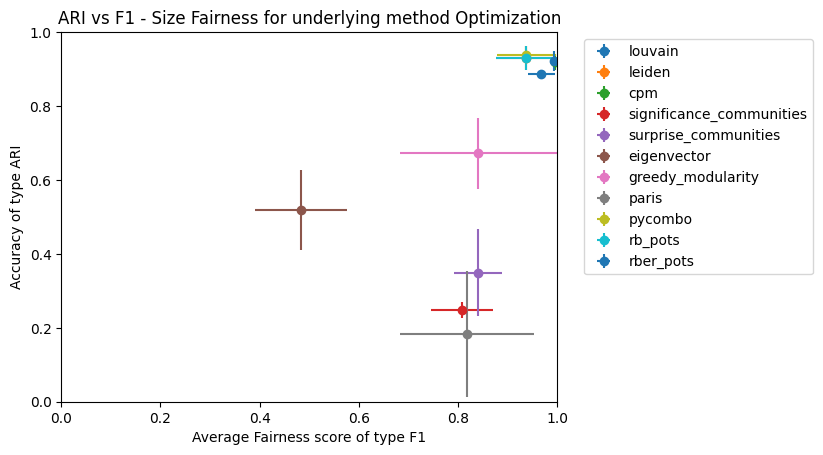 ARI vs F1 - Size Fairness for underlying method Optimization
Accuracy of type ARI
1.0
0.8
0.6
0.4
0.2
0.0
0.0 0.2 0.4 0.6 0.8 1.0
Average Fairness score of type F1
louvain
leiden
cpm
significance_communities
surprise_communities
eigenvector
greedy_modularity
paris
pycombo
rb_pots
rber_pots